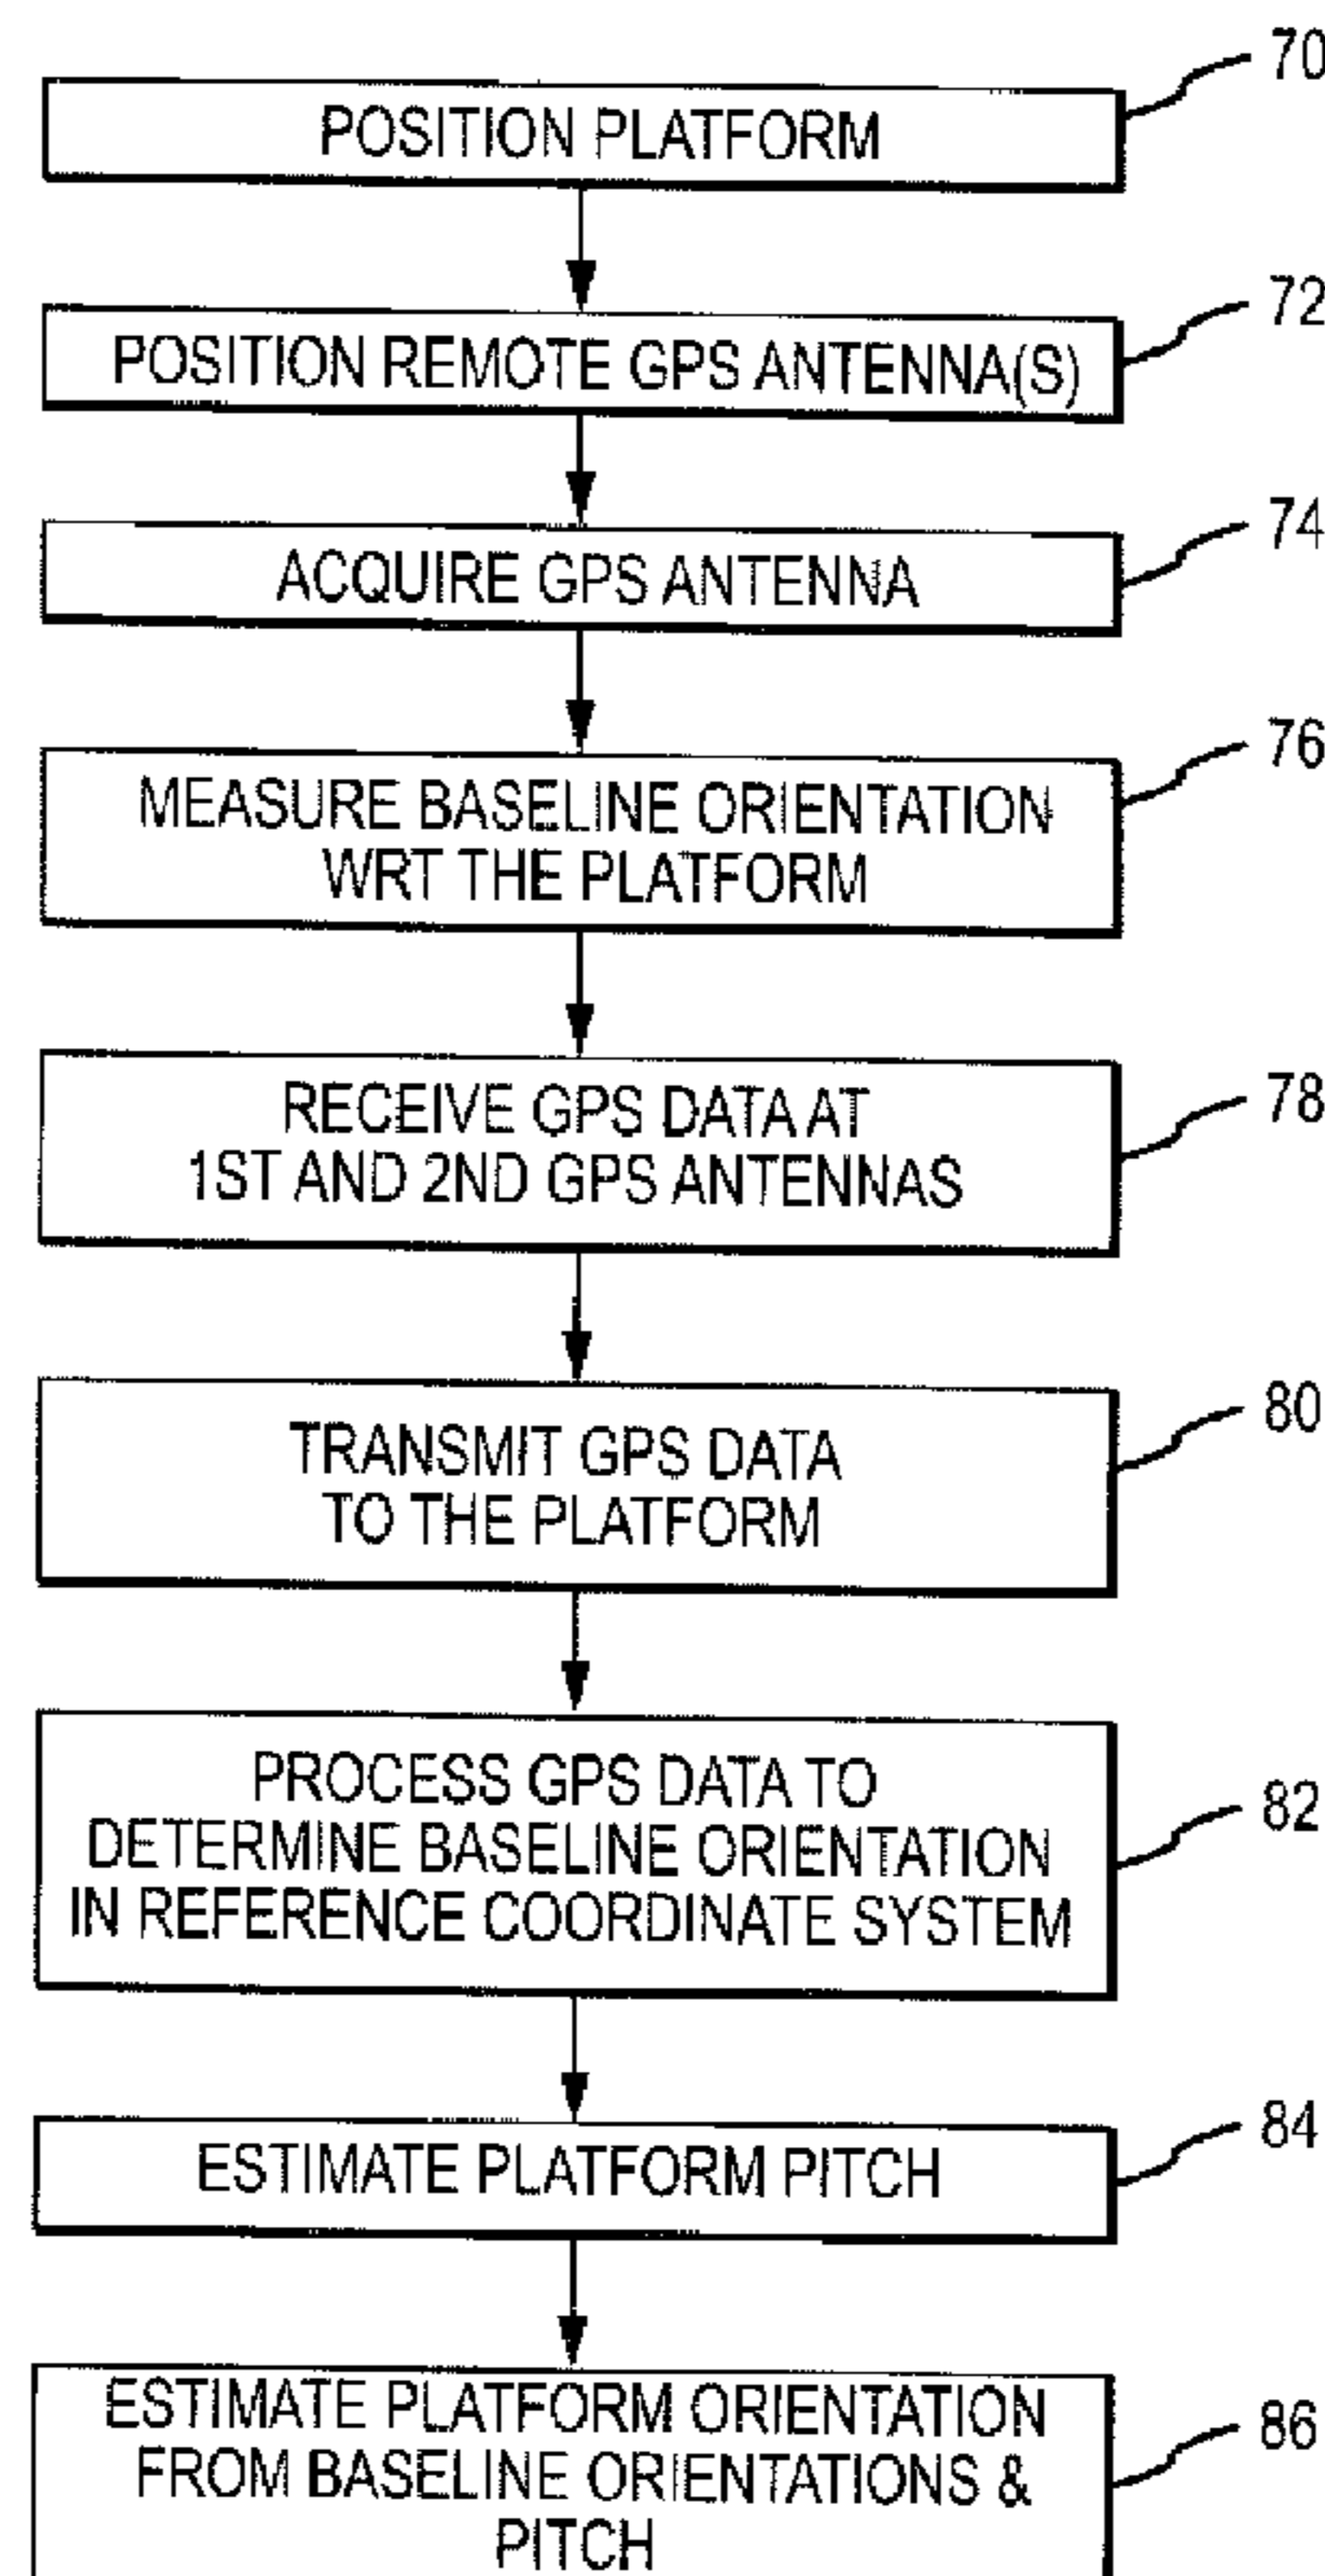 70
POSITION PLATFORM
72
POSITION REMOTE GPS ANTENNA(S)
74
ACQUIRE GPS ANTENNA
76
MEASURE BASELINE ORIENTATION
WRT THE PLATFORM
78
RECEIVE GPS DATA AT
1ST AND 2ND GPS ANTENNAS
80
TRANSMIT GPS DATA
TO THE PLATFORM
82
PROCESS GPS DATA TO
DETERMINE BASELINE ORIENTATION
IN REFERENCE COORDINATE SYSTEM
84
ESTIMATE PLATFORM PITCH
86
ESTIMATE PLATFORM ORIENTATION
FROM BASELINE ORIENTATIONS &
PITCH